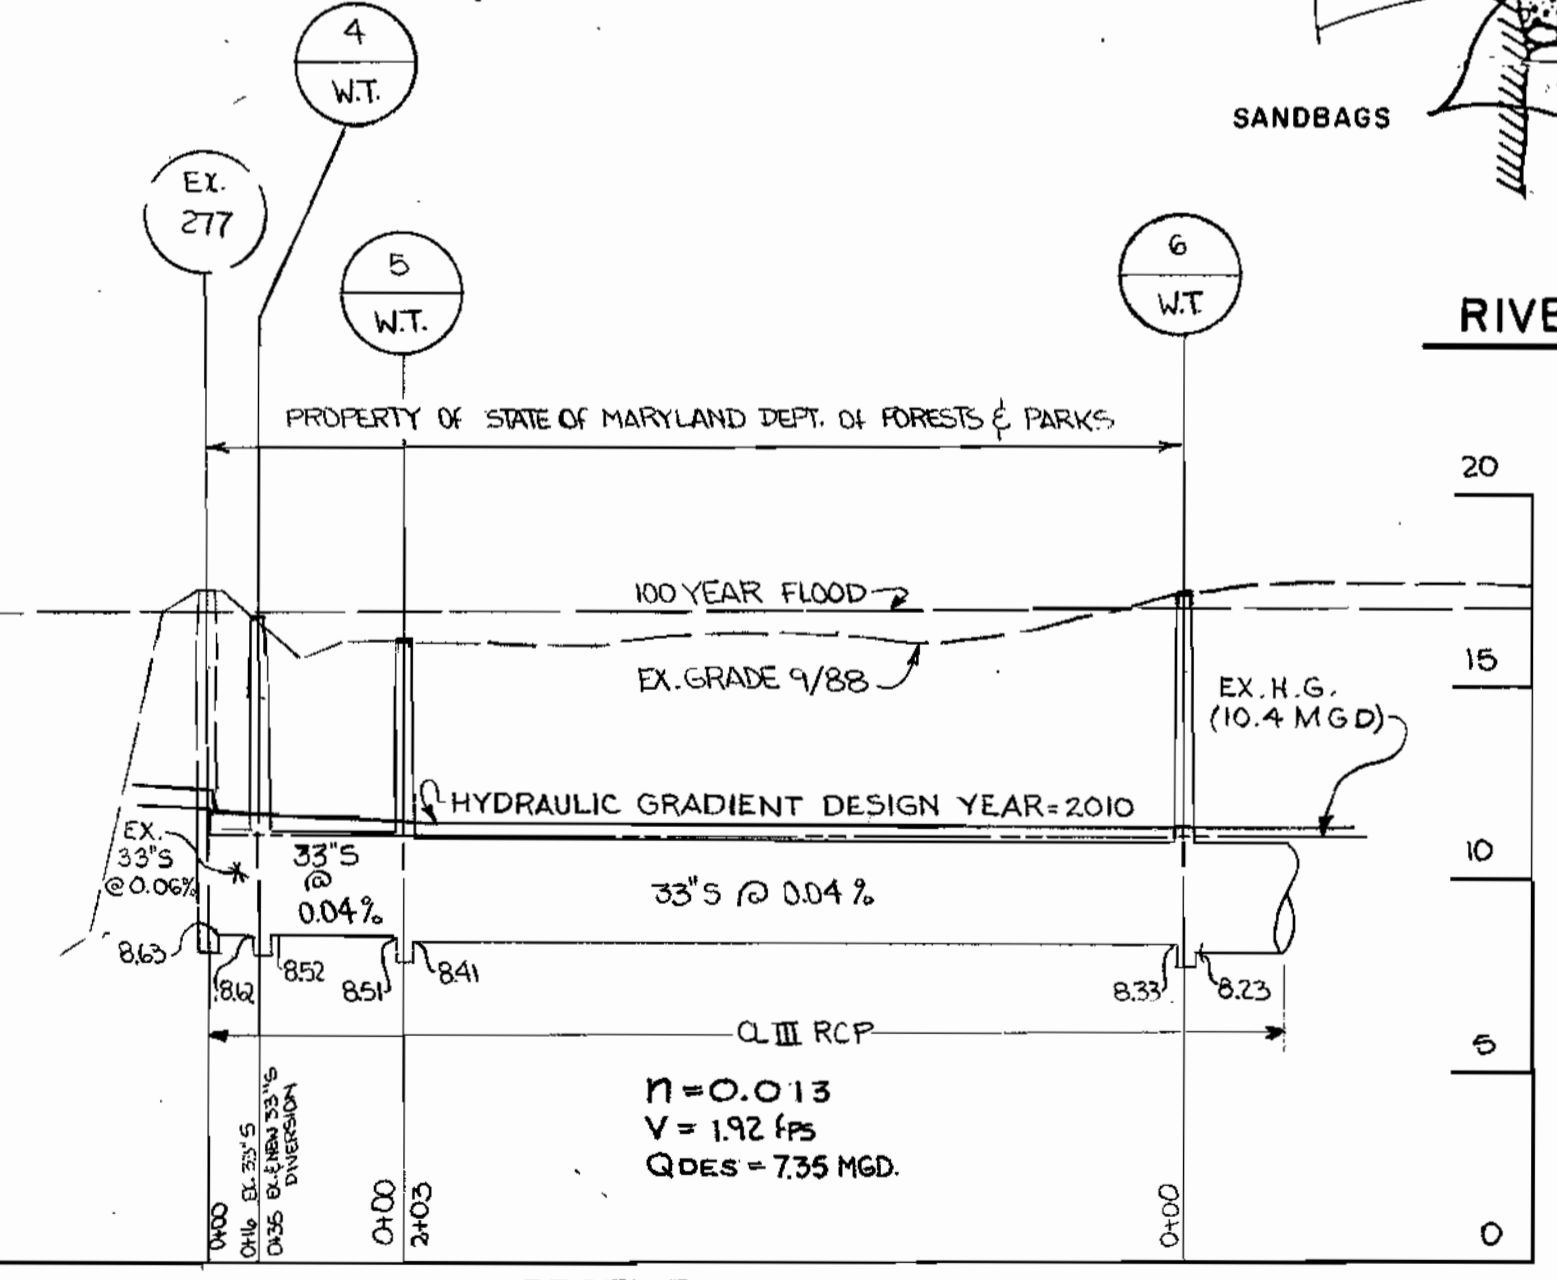 4
W.T.
SANDBAGS
EX.
277
5
W.T.
6
W.T.
RIVE
PROPERTY OF STATE OF MARYLAND DEPT. OF FORESTS & PARKS
20
100 YEAR FLOOD
EX. GRADE 9/88
15
EX. H.G.
(10.4 MGD)
HYDRAULIC GRADIENT DESIGN YEAR=2010
EX.
33"S
@ 0.06%
33"S
@
0.04%
33"S @ 0.04%
10
8.63
8.62
8.52
8.51
8.41
8.33
8.23
CL III RCP
5
n=0.013
V = 1.92 fps
QDES = 7.35 MGD.
0+00
0+16 EX. 33"S
0+35 EX. & NEW 33"S
DIVERSION
0+00
2+03
0+00
0